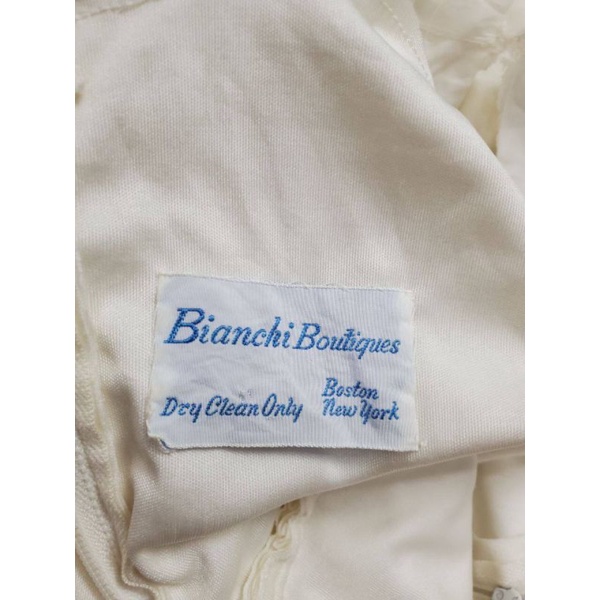 Bianchi Boutiques
Dry Clean Only
Boston
New York